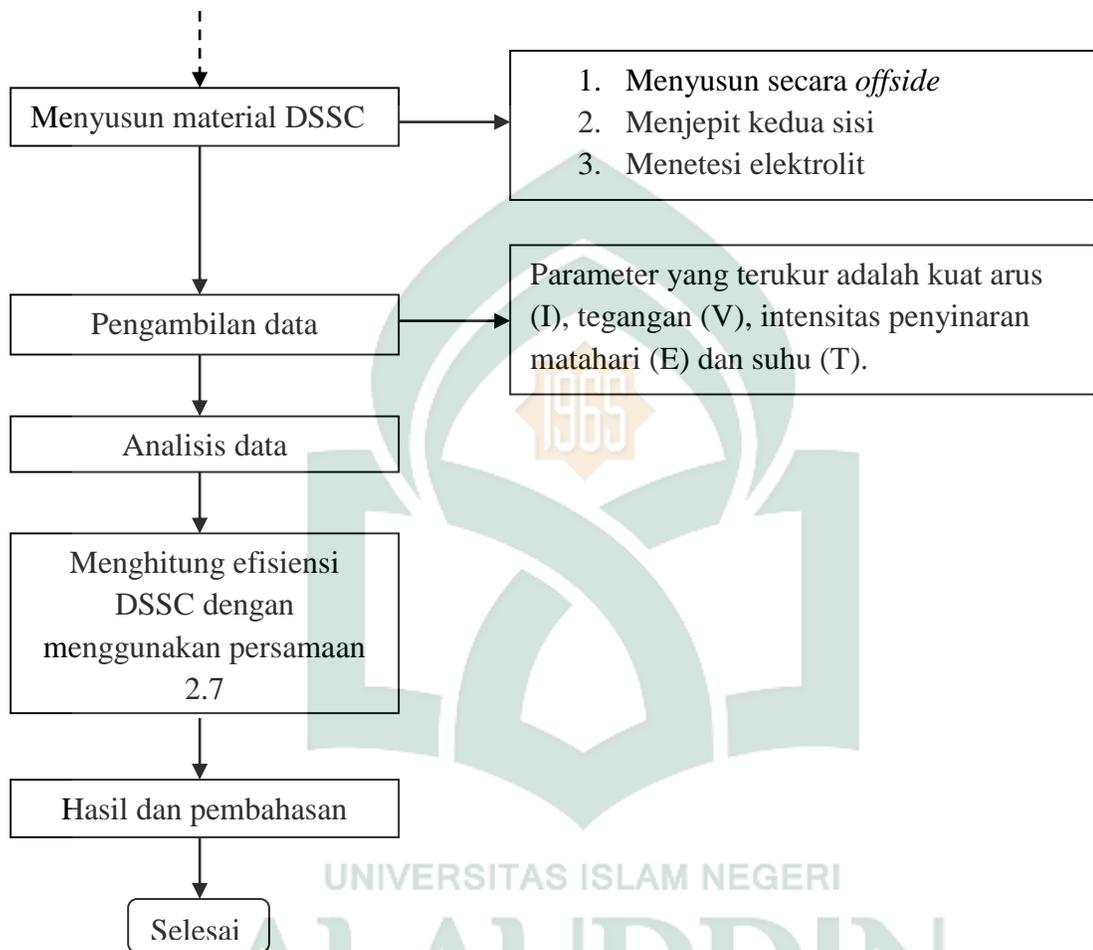 Menyusun material DSSC
1. Menyusun secara offside
2. Menjepit kedua sisi
3. Menetesi elektrolit
Pengambilan data
Parameter yang terukur adalah kuat arus
(I), tegangan (V), intensitas penyinaran
matahari (E) dan suhu (T).
1965
Analisis data
Menghitung efisiensi
DSSC dengan
menggunakan persamaan
2.7
Hasil dan pembahasan
Selesai
UNIVERSITAS ISLAM NEGERI
ALAUDDIN